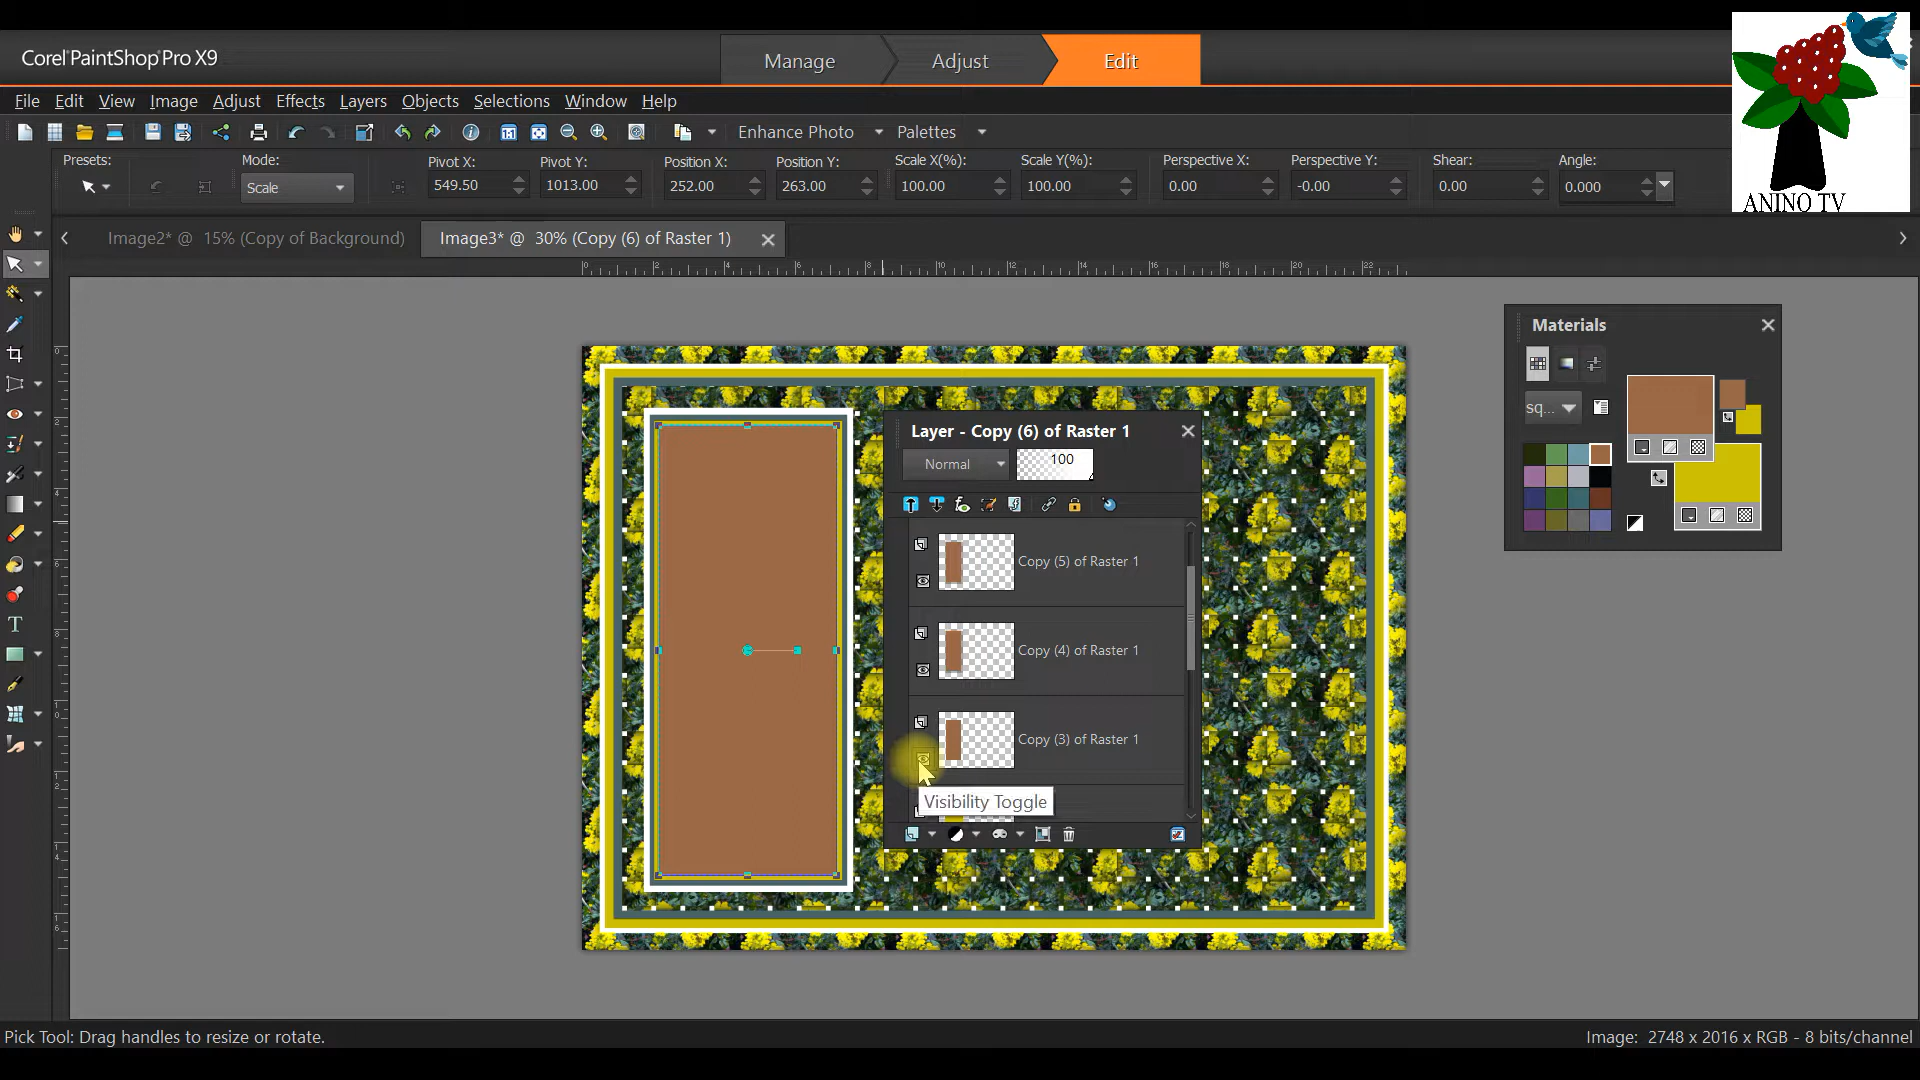 Corel PaintShop Pro X9
Manage
Adjust
Edit
File Edit View Image Adjust Effects Layers Objects Selections Window Help
Enhance Photo
Palettes
Presets:
Mode:
Pivot X:
Pivot Y:
Position X:
Position Y:
Scale X(%):
Scale Y(%):
Perspective X:
Perspective Y:
Shear:
Angle:
Scale
549.50
1013.00
252.00
263.00
100.00
100.00
0.00
-0.00
0.00
0.000
ANINO TV
Image2* @ 15% (Copy of Background)
Image3* @ 30% (Copy (6) of Raster 1)
Materials
sq...
Layer - Copy (6) of Raster 1
Normal
100
Copy (5) of Raster 1
Copy (4) of Raster 1
Copy (3) of Raster 1
Visibility Toggle
Pick Tool: Drag handles to resize or rotate.
Image: 2748 x 2016 x RGB - 8 bits/channel